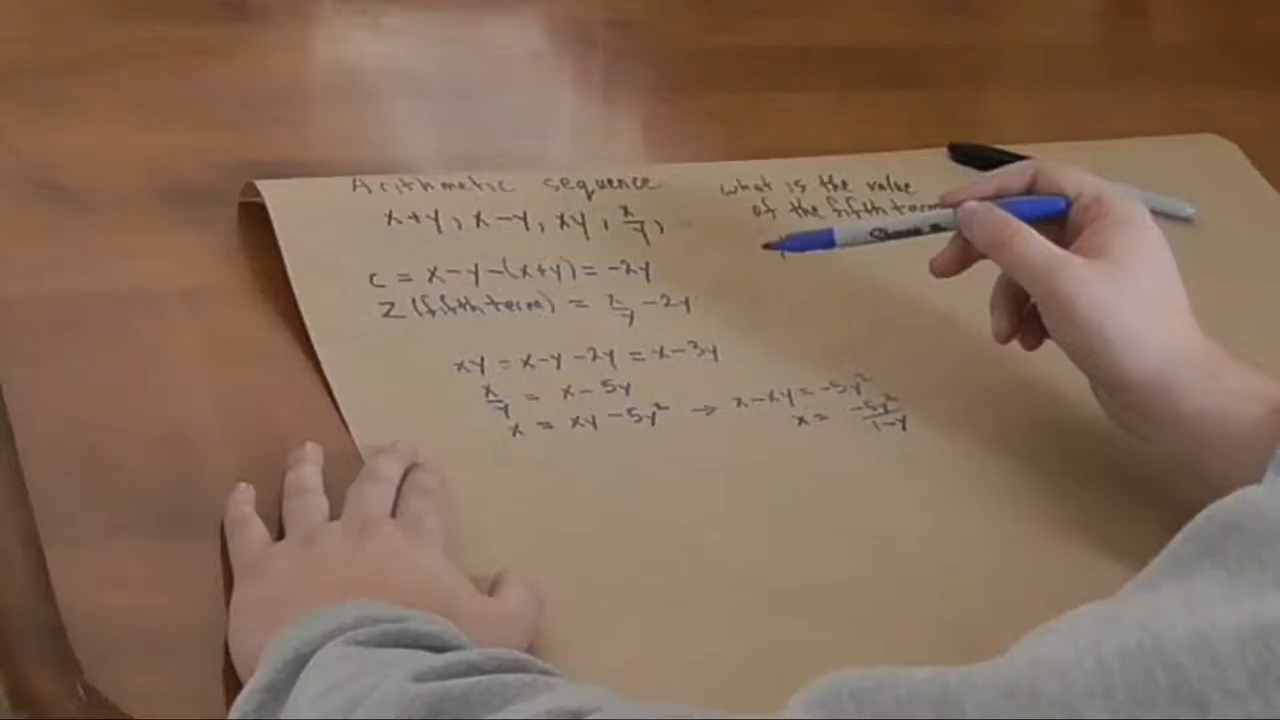 Arithmetic sequence
x+y, x-y, xy, x/y,
what is the value
of the fifth term
c = x-y-(x+y) = -2y
Z (fifth term) = x/y -2y
xy = x-y-2y = x-3y
x/y = x-5y
x = xy-5y² → x-xy = -5y²
x = -5y²/1-y